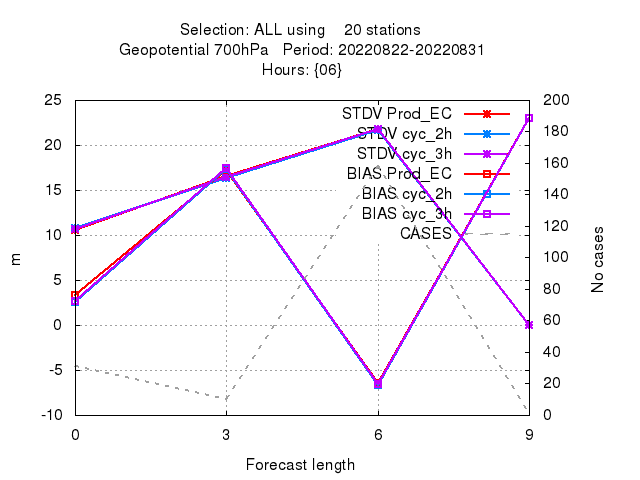 Selection: ALL using    20 stations
Geopotential 700hPa   Period: 20220822-20220831
Hours: {06}
25
20
15
10
5
0
-5
-10
m
200
180
160
140
120
100
80
60
40
20
0
No cases
STDV Prod_EC
STDV cyc_2h
STDV cyc_3h
BIAS Prod_EC
BIAS cyc_2h
BIAS cyc_3h
CASES
0 3 6 9
Forecast length